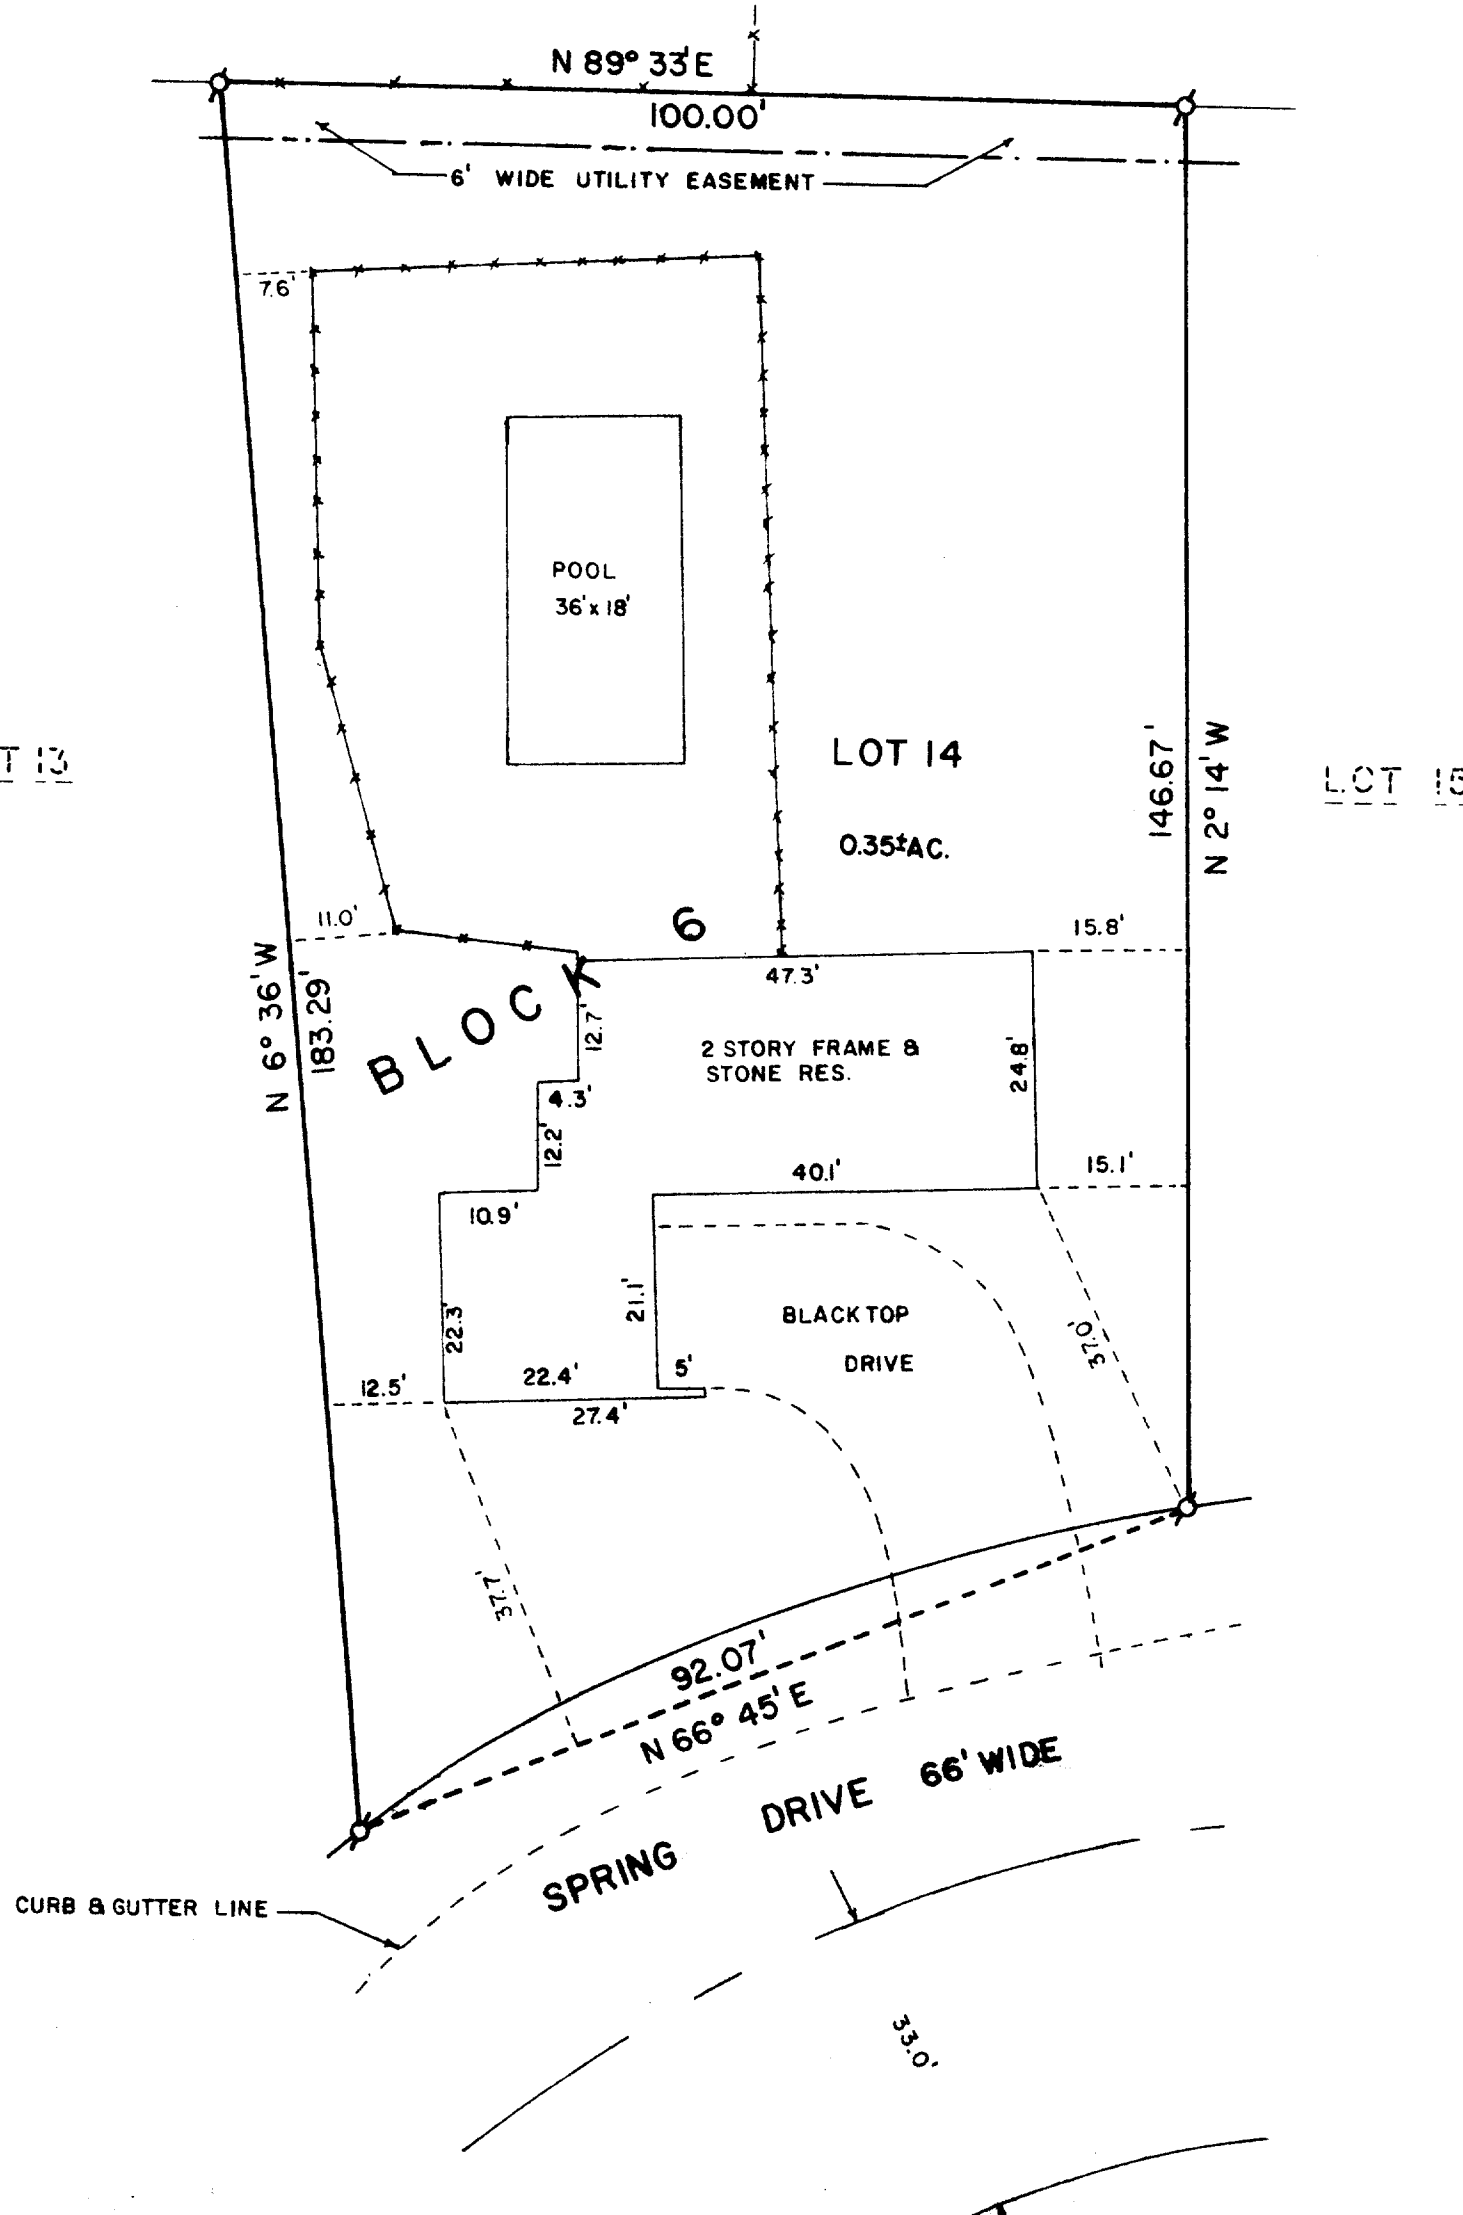 N 89° 33' E
100.00'
6' WIDE UTILITY EASEMENT
7.6'
POOL
36' x 18'
LOT 14
0.35± AC.
146.67'
N 2° 14' W
T 13
LOT 15
11.0'
6
15.8'
47.3'
N 6° 36' W
183.29'
BLOCK
12.7'
2 STORY FRAME &
STONE RES.
24.8'
4.3'
12.2'
40.1'
15.1'
10.9'
22.3'
21.1'
BLACK TOP
DRIVE
37.0'
5'
12.5'
22.4'
27.4'
37.7'
92.07'
N 66° 45' E
SPRING DRIVE 66' WIDE
CURB & GUTTER LINE
33.0'